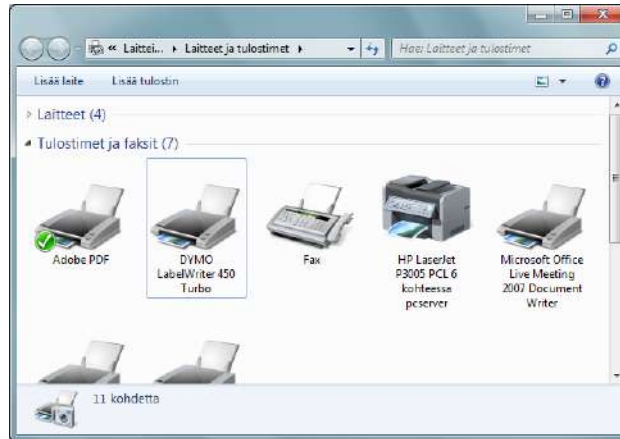 « Laittei... ▸ Laitteet ja tulostimet ▸
Hae: Laitteet ja tulostimet
Lisää laite Lisää tulostin
Laitteet (4)
Tulostimet ja faksit (7)
Adobe PDF
DYMO
LabelWriter 450
Turbo
Fax
HP LaserJet
P3005 PCL 6
kohteessa
pcserver
Microsoft Office
Live Meeting
2007 Document
Writer
11 kohdetta